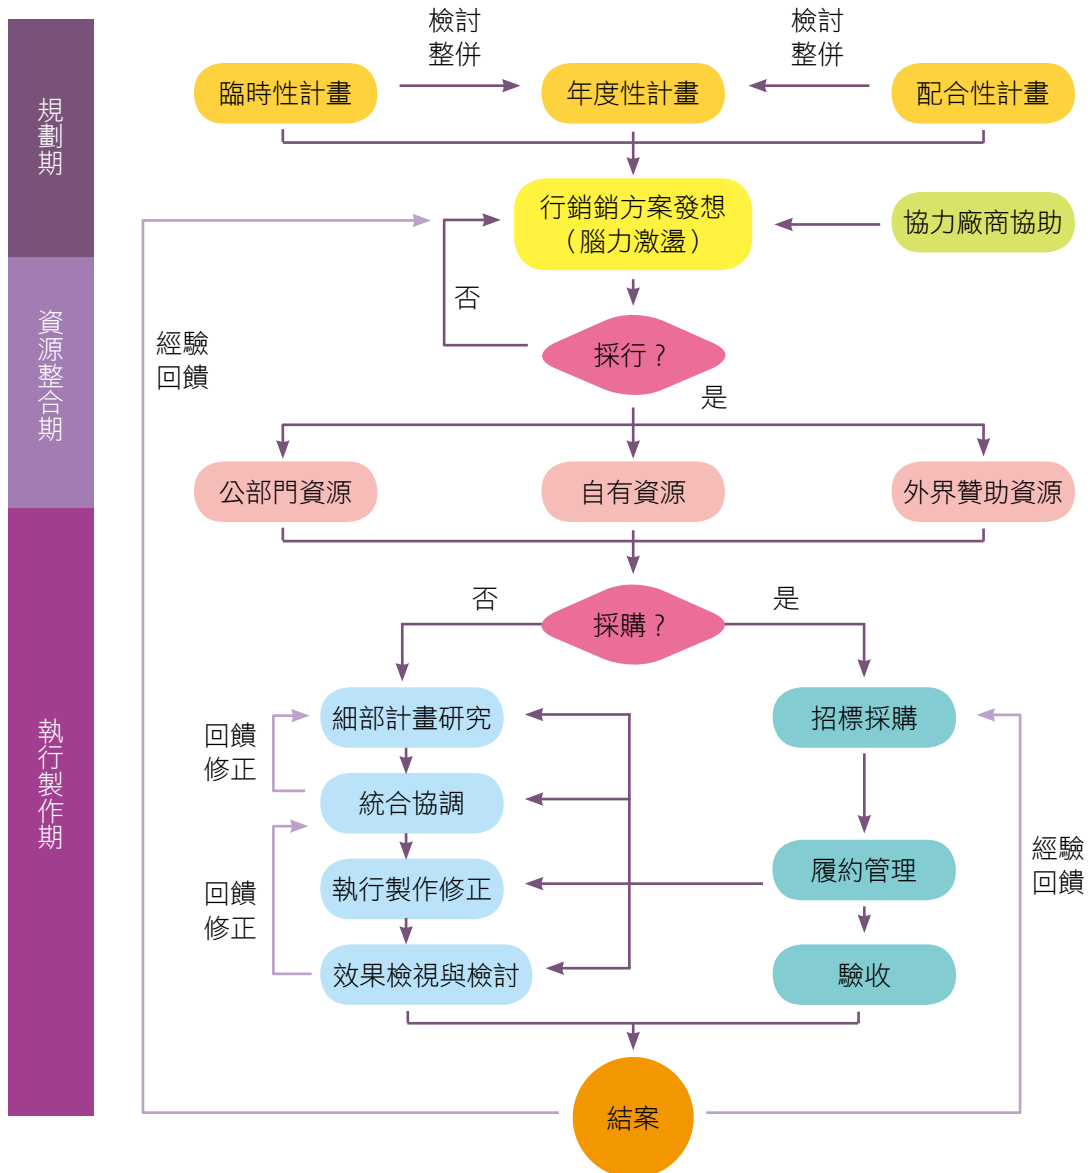 規劃期
資源整合期
執行製作期
檢討
整併
檢討
整併
臨時性計畫
年度性計畫
配合性計畫
行銷銷方案發想
（腦力激盪）
協力廠商協助
否
採行？
是
經驗
回饋
公部門資源
自有資源
外界贊助資源
否
採購？
是
細部計畫研究
招標採購
回饋
修正
統合協調
執行製作修正
履約管理
經驗
回饋
回饋
修正
效果檢視與檢討
驗收
結案